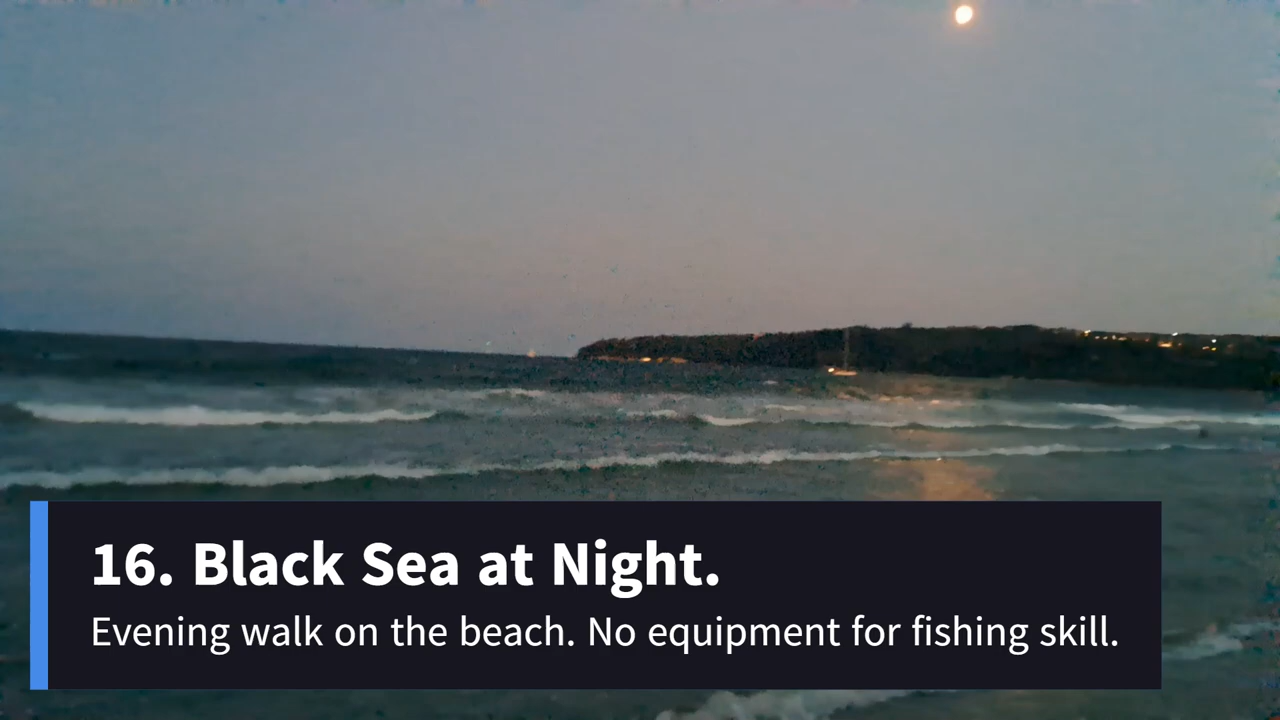 16. Black Sea at Night.
Evening walk on the beach. No equipment for fishing skill.